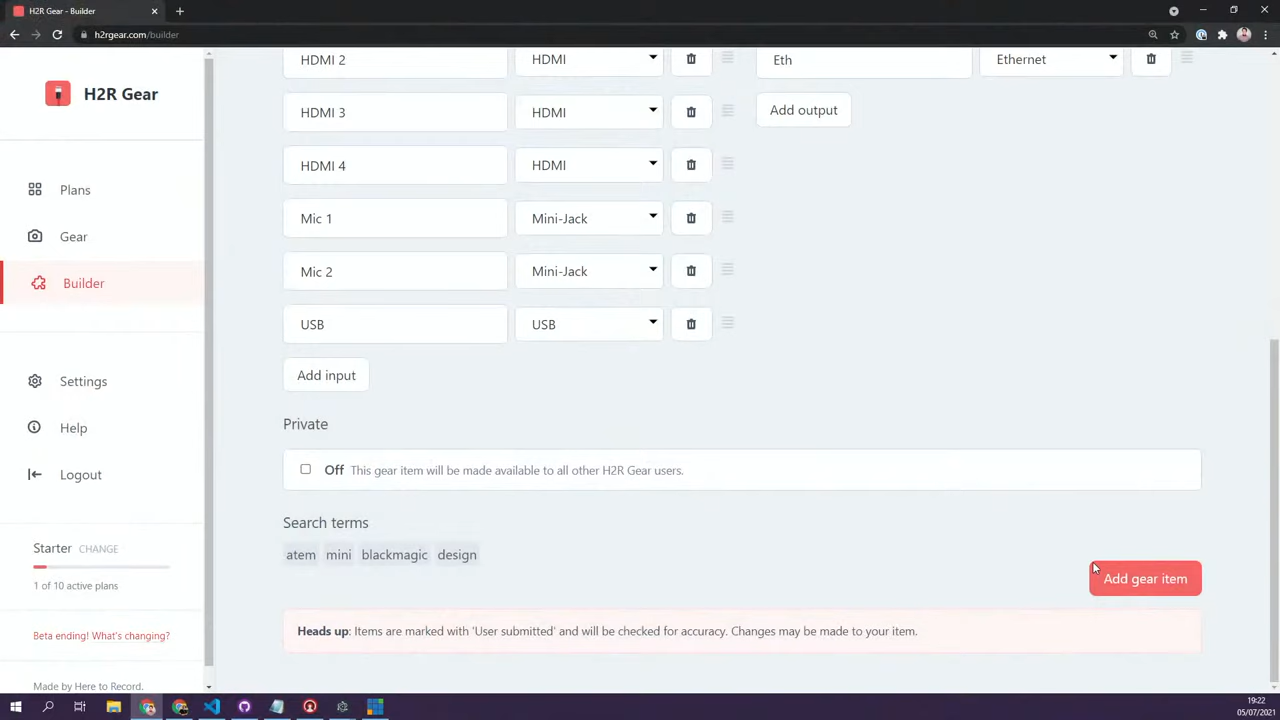 H2R Gear - Builder
h2rgear.com/builder
H2R Gear
Plans
Gear
Builder
Settings
Help
Logout
Starter CHANGE
1 of 10 active plans
Beta ending! What's changing?
Made by Here to Record.
HDMI 2 HDMI Eth Ethernet
HDMI 3 HDMI Add output
HDMI 4 HDMI
Mic 1 Mini-Jack
Mic 2 Mini-Jack
USB USB
Add input
Private
Off This gear item will be made available to all other H2R Gear users.
Search terms
atem mini blackmagic design
Add gear item
Heads up: Items are marked with 'User submitted' and will be checked for accuracy. Changes may be made to your item.
19:22
05/07/2021